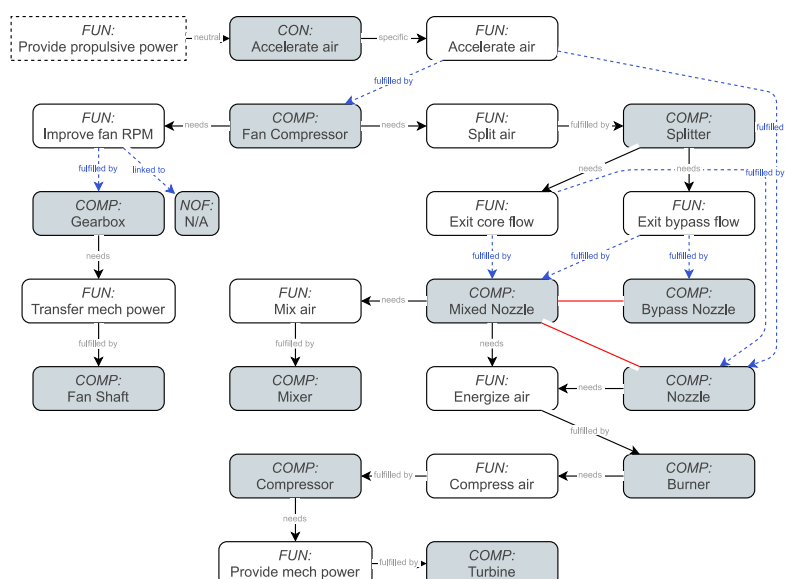 FUN:
Provide propulsive power
neutral
CON:
Accelerate air
specific
FUN:
Accelerate air
fulfilled by
fulfilled
FUN:
Improve fan RPM
needs
COMP:
Fan Compressor
needs
FUN:
Split air
fulfilled by
COMP:
Splitter
fulfilled by
linked to
needs
needs
fulfilled by
COMP:
Gearbox
NOF:
N/A
FUN:
Exit core flow
FUN:
Exit bypass flow
needs
fulfilled by
fulfilled by
fulfilled by
FUN:
Transfer mech power
FUN:
Mix air
needs
COMP:
Mixed Nozzle
COMP:
Bypass Nozzle
fulfilled by
fulfilled by
needs
COMP:
Fan Shaft
COMP:
Mixer
FUN:
Energize air
needs
COMP:
Nozzle
fulfilled by
COMP:
Compressor
fulfilled by
FUN:
Compress air
needs
COMP:
Burner
needs
FUN:
Provide mech power
fulfilled by
COMP:
Turbine